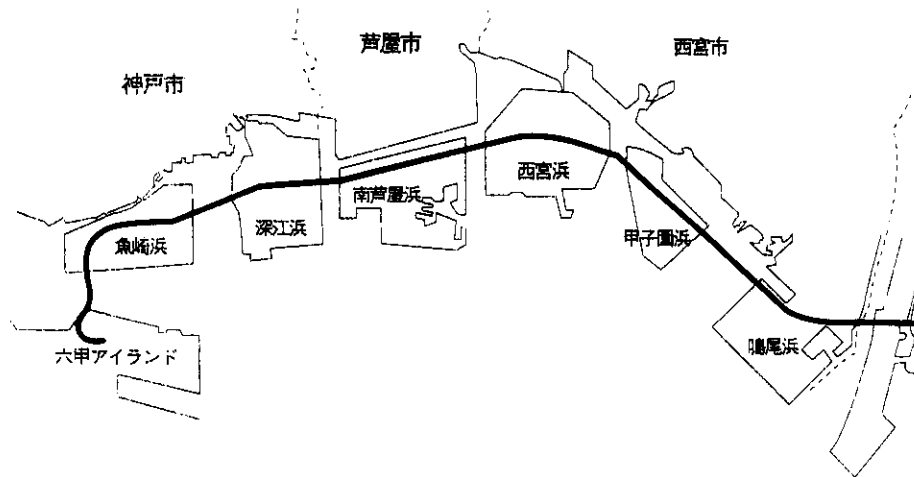 芦屋市
西宮市
神戸市
西宮浜
南芦屋浜
深江浜
魚崎浜
甲子園浜
鳴尾浜
六甲アイランド